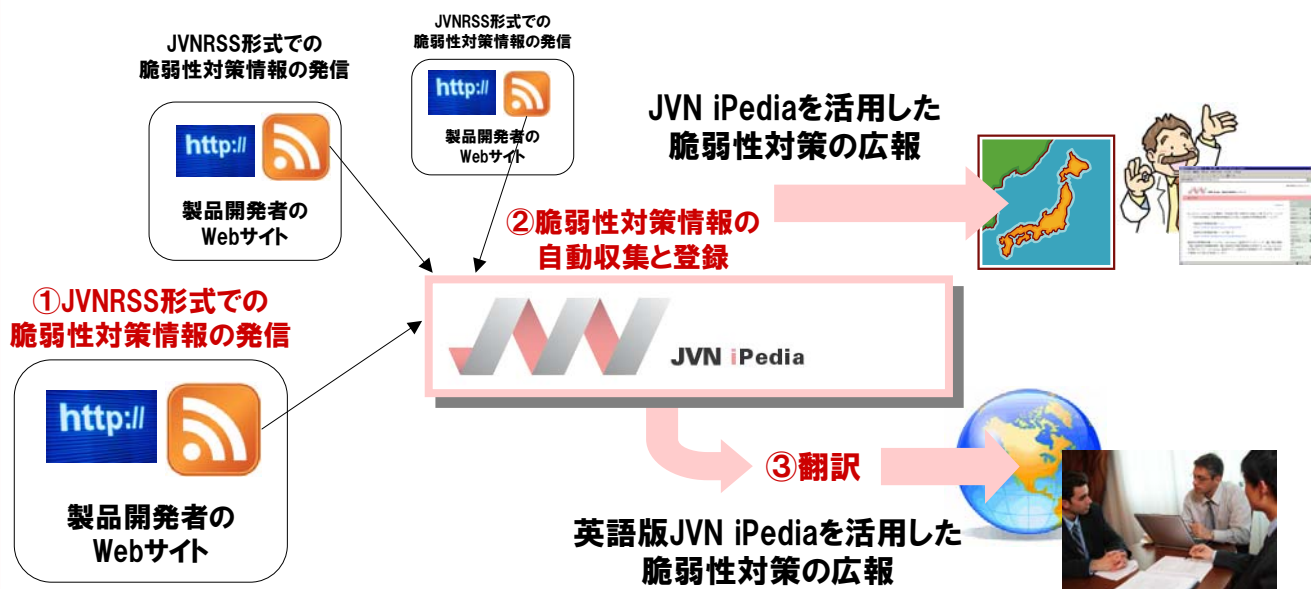 JVNRSS形式での
脆弱性対策情報の発信
http://
製品開発者の
Webサイト
JVNRSS形式での
脆弱性対策情報の発信
http://
製品開発者の
Webサイト
①JVNRSS形式での
脆弱性対策情報の発信
http://
製品開発者の
Webサイト
②脆弱性対策情報の
自動収集と登録
JVN iPedia
JVN iPediaを活用した
脆弱性対策の広報
③翻訳
英語版JVN iPediaを活用した
脆弱性対策の広報